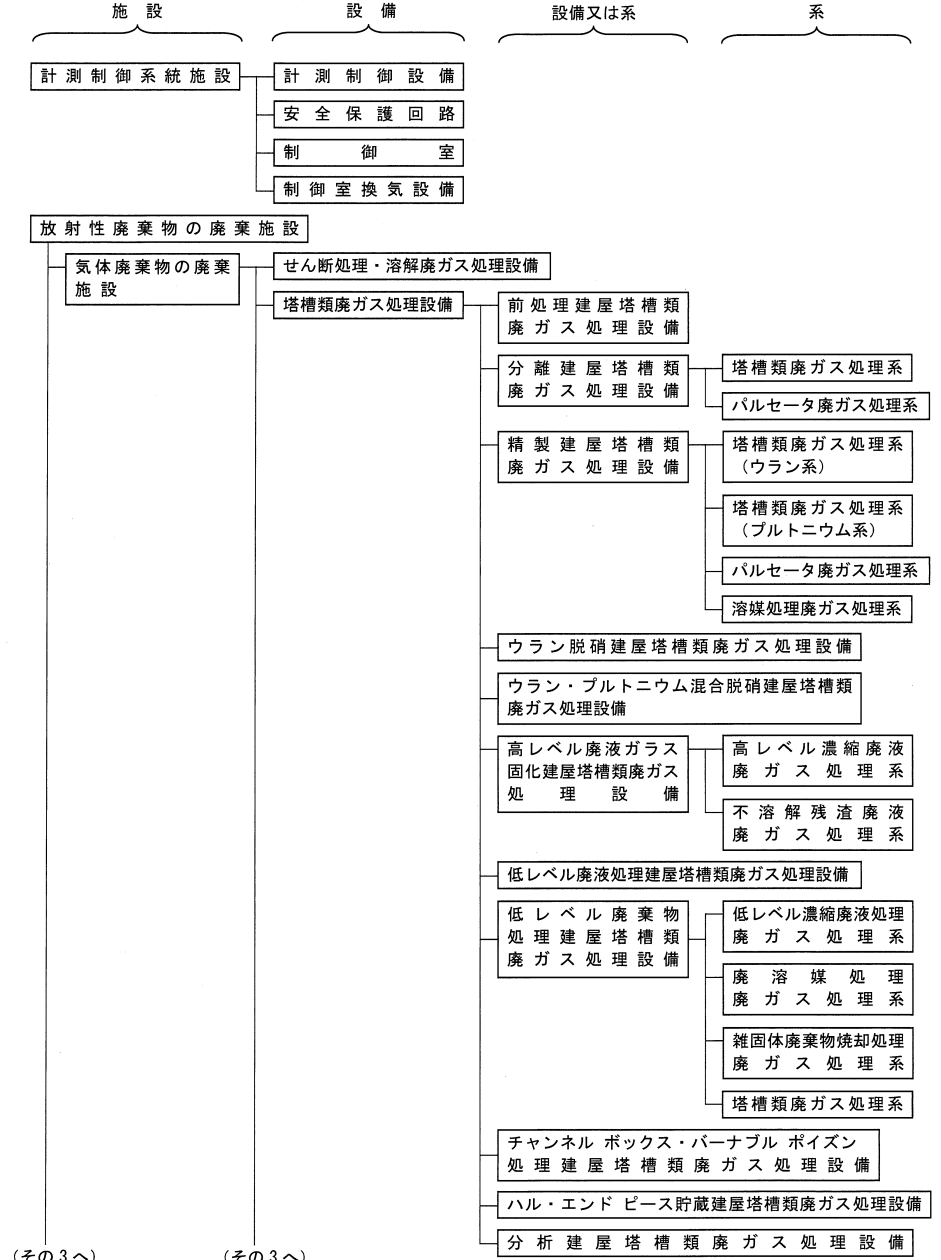 施設
設備
設備又は系
系
計測制御系統施設
計測制御設備
安全保護回路
制御室
制御室換気設備
放射性廃棄物の廃棄施設
気体廃棄物の廃棄
施設
せん断処理・溶解廃ガス処理設備
塔槽類廃ガス処理設備
前処理建屋塔槽類
廃ガス処理設備
分離建屋塔槽類
廃ガス処理設備
塔槽類廃ガス処理系
パルセータ廃ガス処理系
精製建屋塔槽類
廃ガス処理設備
塔槽類廃ガス処理系
（ウラン系）
塔槽類廃ガス処理系
（プルトニウム系）
パルセータ廃ガス処理系
溶媒処理廃ガス処理系
ウラン脱硝建屋塔槽類廃ガス処理設備
ウラン・プルトニウム混合脱硝建屋塔槽類
廃ガス処理設備
高レベル廃液ガラス
固化建屋塔槽類廃ガス
処理設備
高レベル濃縮廃液
廃ガス処理系
不溶解残渣廃液
廃ガス処理系
低レベル廃液処理建屋塔槽類廃ガス処理設備
低レベル廃棄物
処理建屋塔槽類
廃ガス処理設備
低レベル濃縮廃液処理
廃ガス処理系
廃溶媒処理
廃ガス処理系
雑固体廃棄物焼却処理
廃ガス処理系
塔槽類廃ガス処理系
チャンネル ボックス・バーナブル ポイズン
処理建屋塔槽類廃ガス処理設備
ハル・エンド ピース貯蔵建屋塔槽類廃ガス処理設備
分析建屋塔槽類廃ガス処理設備
（その３へ）
（その３へ）